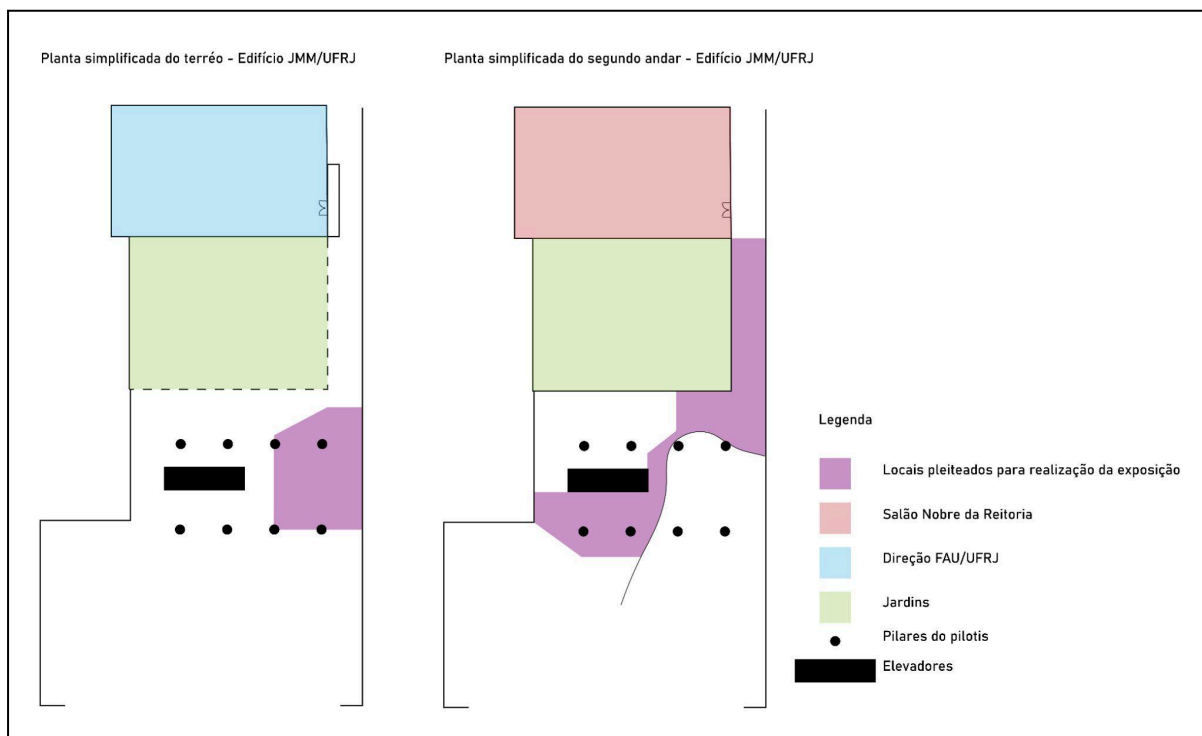 Planta simplificada do terréo - Edifício JMM/UFRJ
Planta simplificada do segundo andar - Edifício JMM/UFRJ
Legenda
Locais pleiteados para realização da exposição
Salão Nobre da Reitoria
Direção FAU/UFRJ
Jardins
Pilares do pilotis
Elevadores